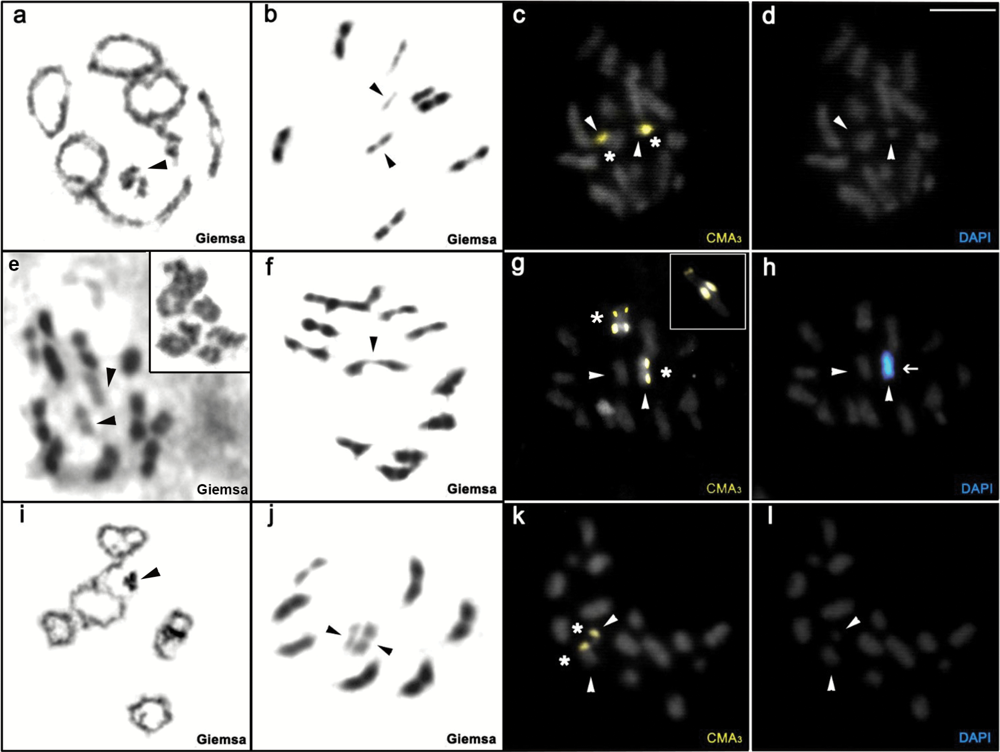 a
b
c
d
Giemsa
Giemsa
*
*
CMA₃
DAPI
e
f
g
h
*
*
Giemsa
Giemsa
CMA₃
DAPI
i
j
k
l
*
*
Giemsa
Giemsa
CMA₃
DAPI